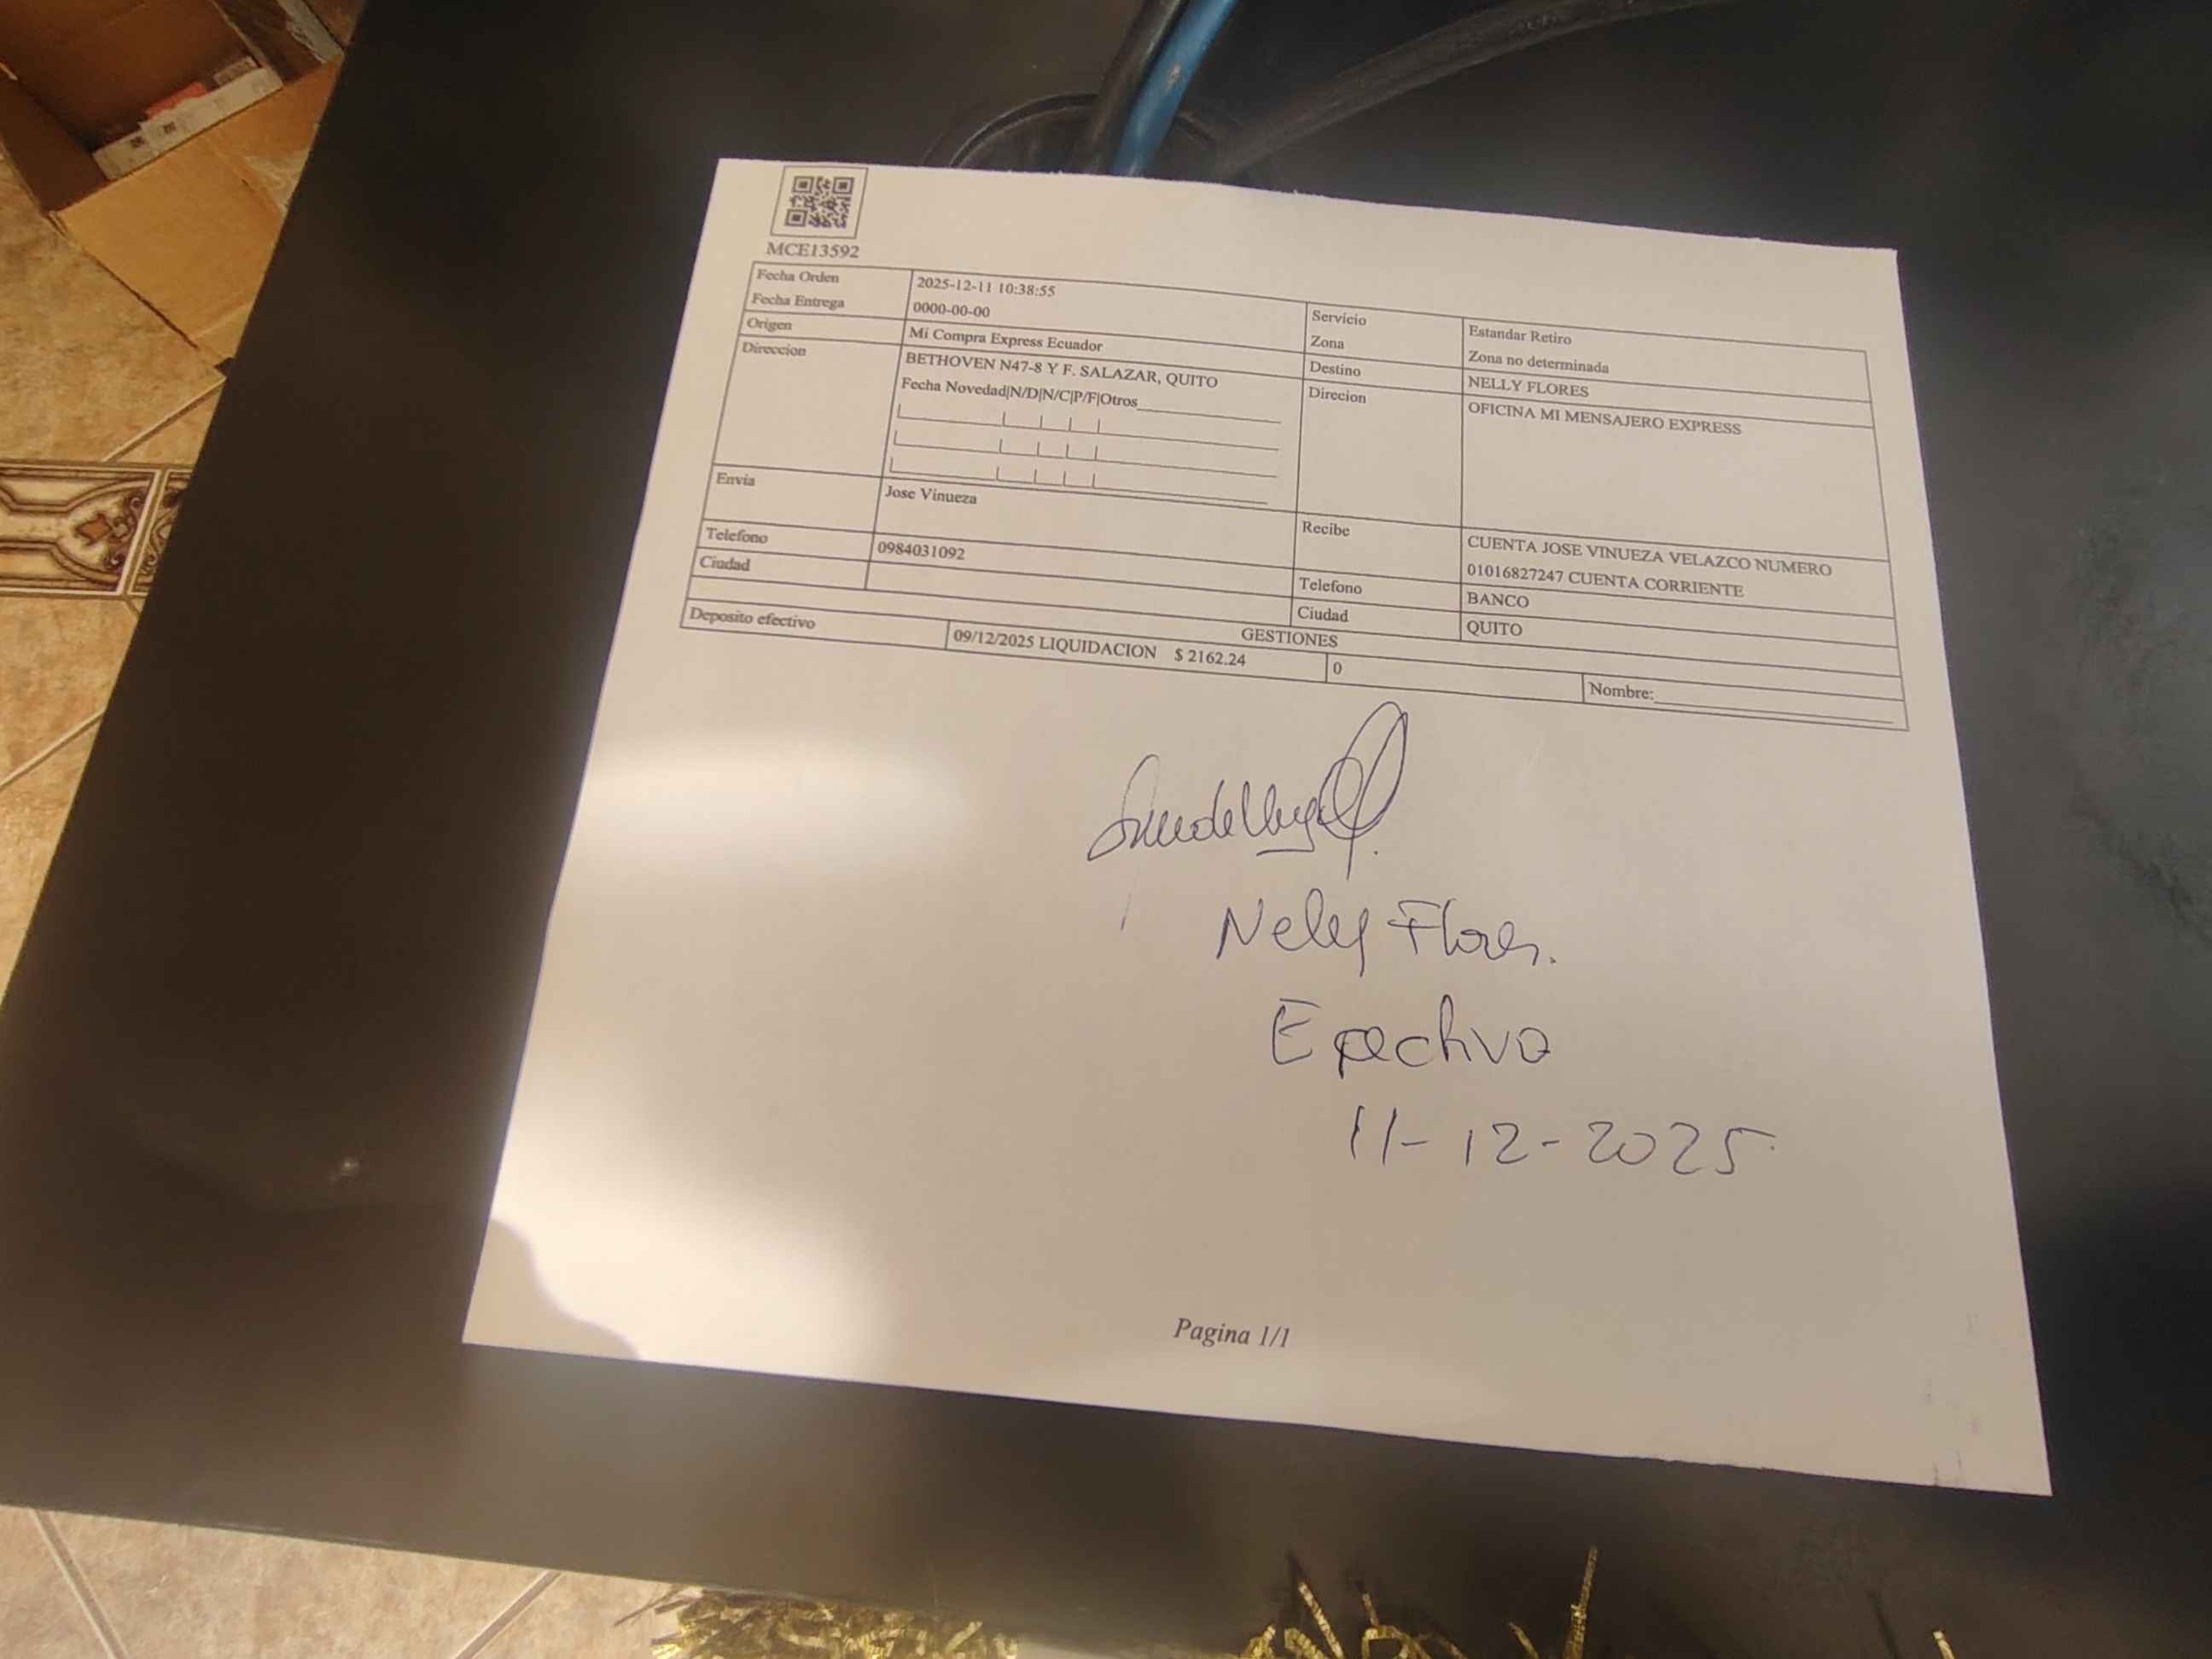 MCE13592
Fecha Orden 2025-12-11 10:38:55 Servicio Estandar Retiro
Fecha Entrega 0000-00-00 Zona Zona no determinada
Origen Mi Compra Express Ecuador Destino NELLY FLORES
Direccion BETHOVEN N47-8 Y F. SALAZAR, QUITO Direcion OFICINA MI MENSAJERO EXPRESS
Fecha Novedad|N/D|N/C|P/F|Otros
Envia Jose Vinueza Recibe CUENTA JOSE VINUEZA VELAZCO NUMERO
01016827247 CUENTA CORRIENTE
Telefono 0984031092 Telefono BANCO
Ciudad Ciudad QUITO
GESTIONES
Deposito efectivo 09/12/2025 LIQUIDACION $ 2162.24 0 Nombre:
Nely Flores.
Efectivo
11-12-2025
Pagina 1/1